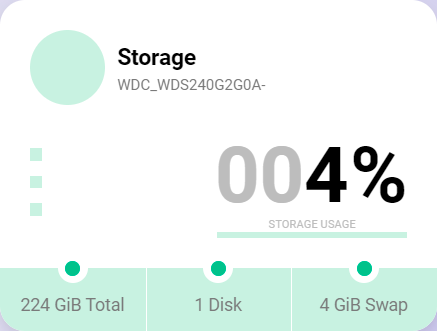 Storage
WDC_WDS240G2G0A-
004%
STORAGE USAGE
224 GiB Total
1 Disk
4 GiB Swap